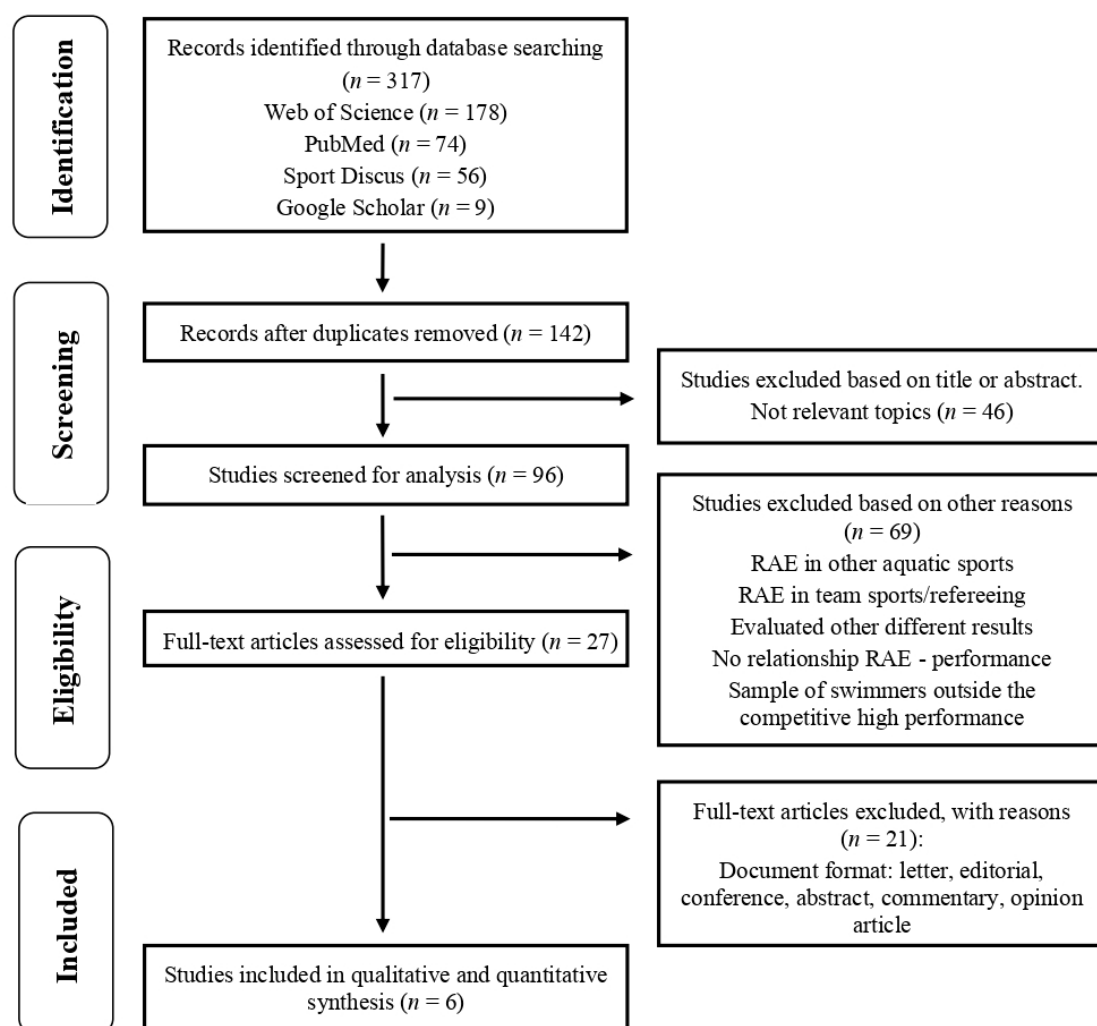 Identification
Records identified through database searching
(n = 317)
Web of Science (n = 178)
PubMed (n = 74)
Sport Discus (n = 56)
Google Scholar (n = 9)
Screening
Records after duplicates removed (n = 142)
Studies excluded based on title or abstract.
Not relevant topics (n = 46)
Studies screened for analysis (n = 96)
Studies excluded based on other reasons
(n = 69)
RAE in other aquatic sports
RAE in team sports/refereeing
Evaluated other different results
No relationship RAE - performance
Sample of swimmers outside the
competitive high performance
Eligibility
Full-text articles assessed for eligibility (n = 27)
Full-text articles excluded, with reasons
(n = 21):
Document format: letter, editorial,
conference, abstract, commentary, opinion
article
Included
Studies included in qualitative and quantitative
synthesis (n = 6)